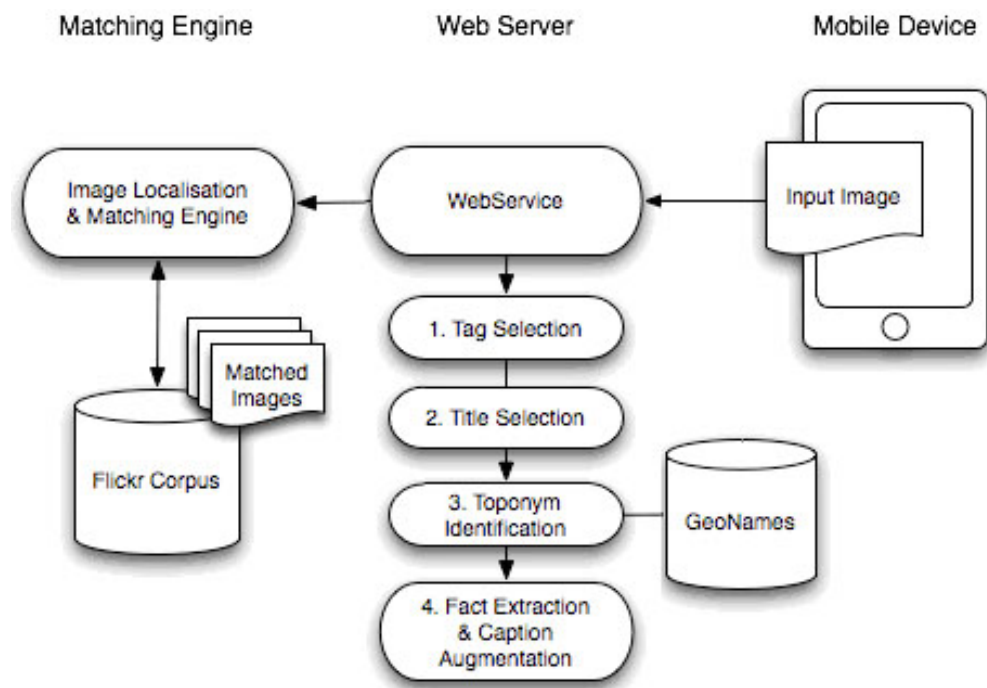 Matching Engine
Web Server
Mobile Device
Image Localisation
& Matching Engine
WebService
Input Image
1. Tag Selection
Matched
Images
2. Title Selection
Flickr Corpus
3. Toponym
Identification
GeoNames
4. Fact Extraction
& Caption
Augmentation